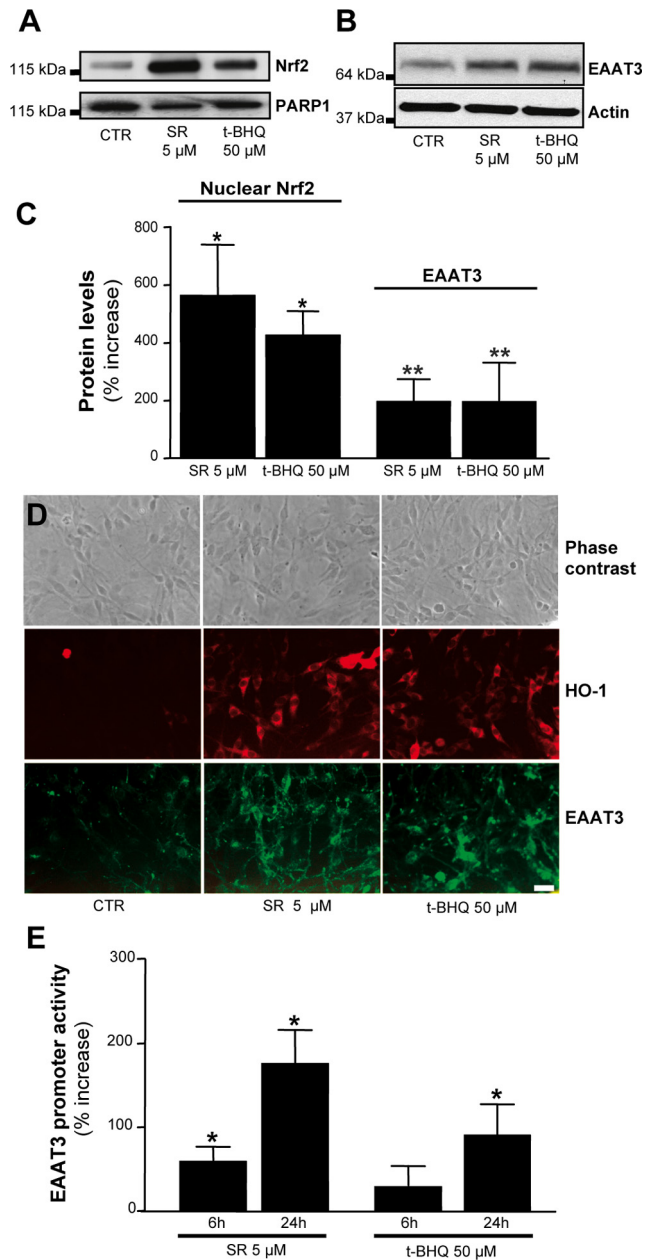 A
115 kDa
Nrf2
115 kDa
PARP1
CTR
SR
5 µM
t-BHQ
50 µM
B
64 kDa
EAAT3
37 kDa
Actin
CTR
SR
5 µM
t-BHQ
50 µM
C
Nuclear Nrf2
EAAT3
Protein levels
(% increase)
800
600
400
200
0
*
*
**
**
SR 5 µM
t-BHQ 50 µM
SR 5 µM
t-BHQ 50 µM
D
Phase
contrast
HO-1
EAAT3
CTR
SR 5 µM
t-BHQ 50 µM
E
EAAT3 promoter activity
(% increase)
300
200
100
0
*
*
*
6h
24h
6h
24h
SR 5 µM
t-BHQ 50 µM